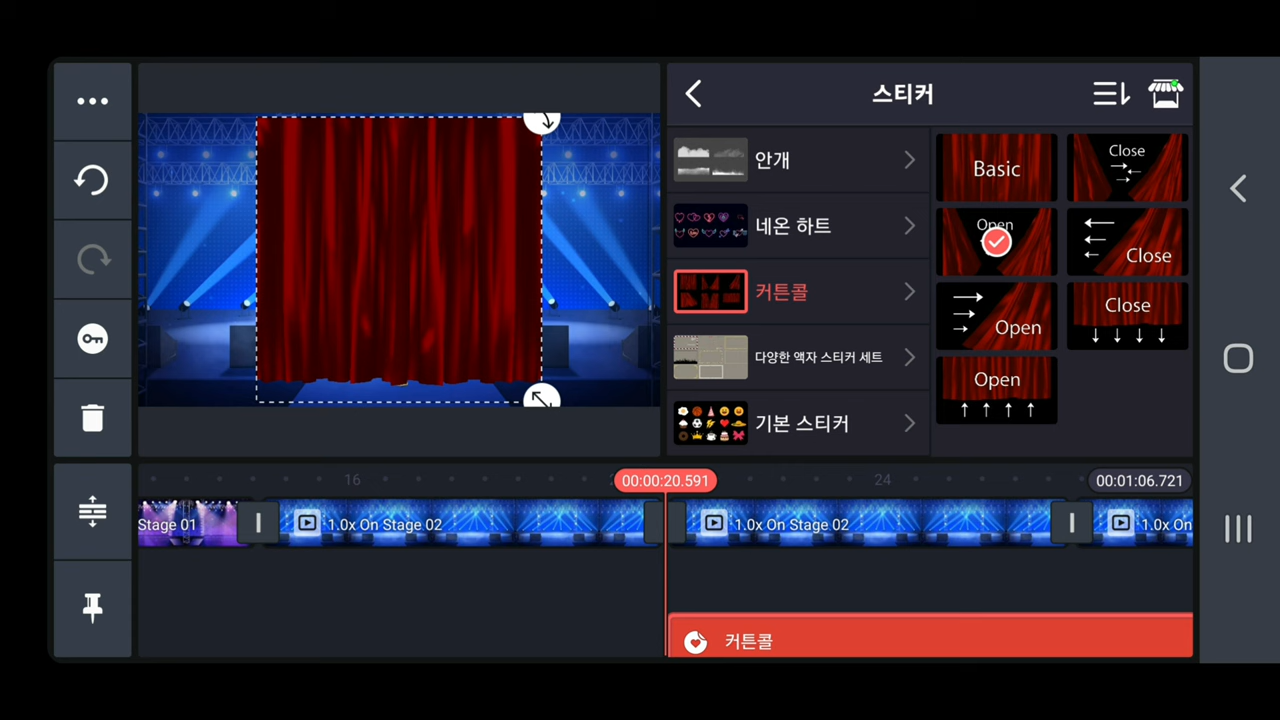 스티커
안개
네온 하트
커튼콜
다양한 액자 스티커 세트
기본 스티커
Basic
Close
Open
Close
Open
Close
Open
16
00:00:20.591
24
00:01:06.721
Stage 01
1.0x On Stage 02
1.0x On Stage 02
1.0x On
커튼콜